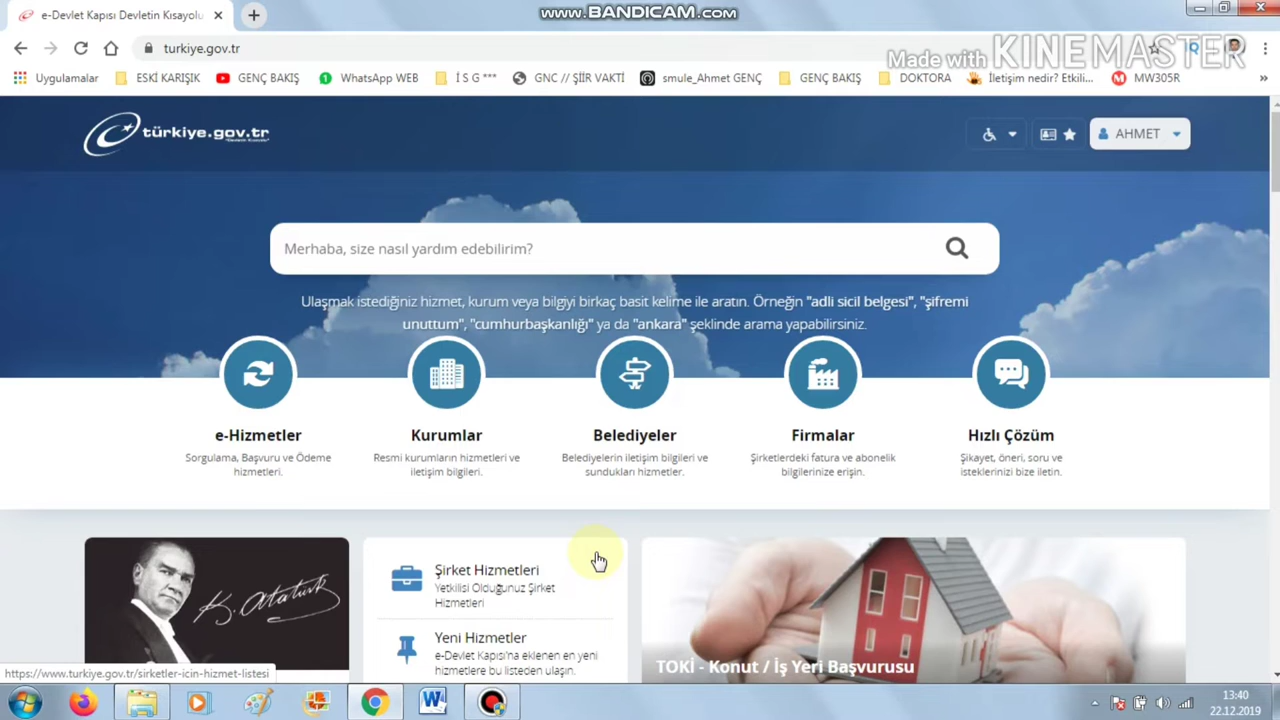 www.BANDICAM.com
e-Devlet Kapısı Devletin Kısayolu
turkiye.gov.tr
Made with KINEMASTER
Uygulamalar
ESKİ KARIŞIK
GENÇ BAKIŞ
WhatsApp WEB
İ S G ***
GNC // ŞİİR VAKTİ
smule_Ahmet GENÇ
GENÇ BAKIŞ
DOKTORA
İletişim nedir? Etkili...
MW305R
»
türkiye.gov.tr
"Devletin Kısayolu"
AHMET
Merhaba, size nasıl yardım edebilirim?
Ulaşmak istediğiniz hizmet, kurum veya bilgiyi birkaç basit kelime ile aratın. Örneğin "adli sicil belgesi", "şifremi
unuttum", "cumhurbaşkanlığı" ya da "ankara" şeklinde arama yapabilirsiniz.
e-Hizmetler
Sorgulama, Başvuru ve Ödeme
hizmetleri.
Kurumlar
Resmi kurumların hizmetleri ve
iletişim bilgileri.
Belediyeler
Belediyelerin iletişim bilgileri ve
sundukları hizmetler.
Firmalar
Şirketlerdeki fatura ve abonelik
bilgilerinize erişin.
Hızlı Çözüm
Şikayet, öneri, soru ve
isteklerinizi bize iletin.
K. Atatürk
Şirket Hizmetleri
Yetkilisi Olduğunuz Şirket
Hizmetleri
Yeni Hizmetler
e-Devlet Kapısı'na eklenen en yeni
hizmetlere bu listeden ulaşın.
TOKİ - Konut / İş Yeri Başvurusu
https://www.turkiye.gov.tr/sirketler-icin-hizmet-listesi
13:40
22.12.2019